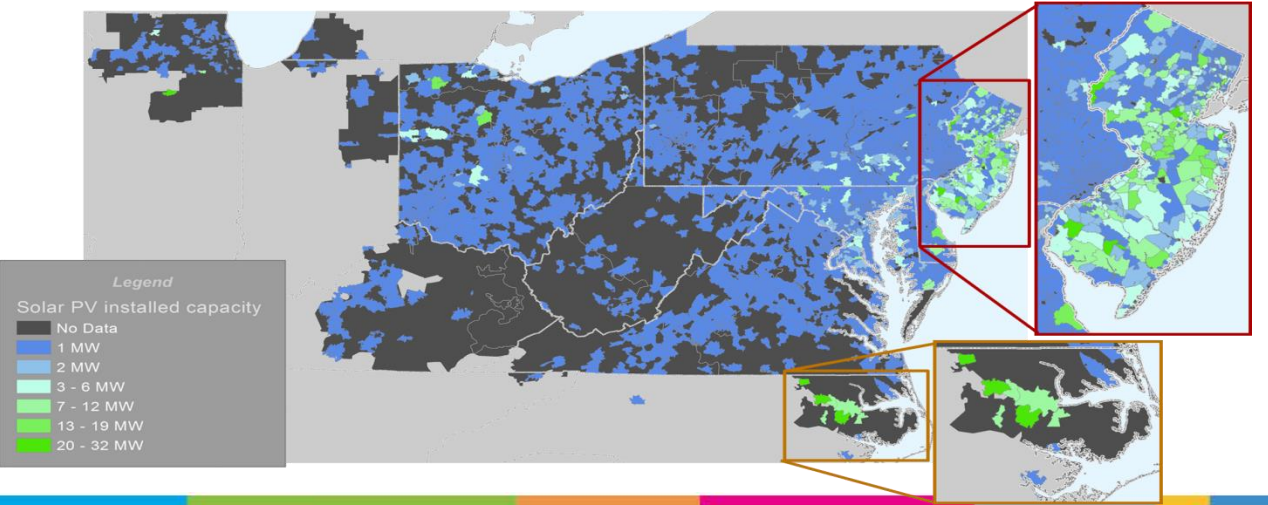 Legend
Solar PV installed capacity
No Data
1 MW
2 MW
3 - 6 MW
7 - 12 MW
13 - 19 MW
20 - 32 MW